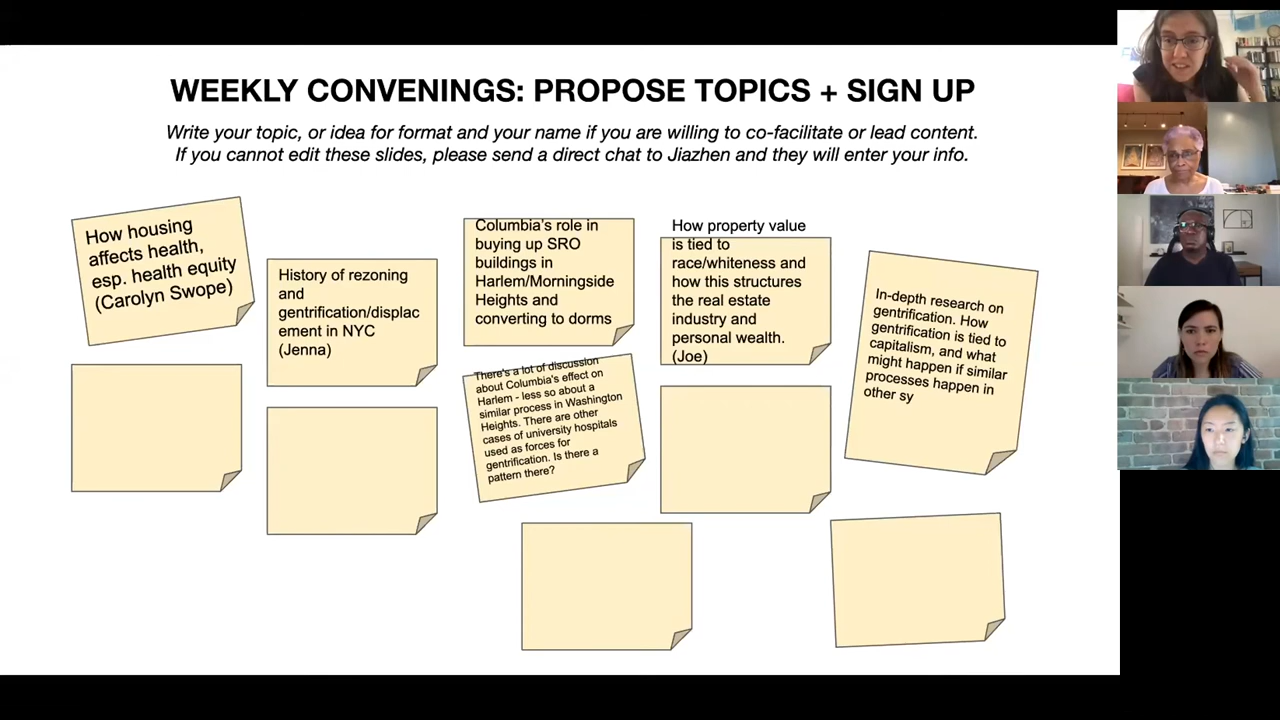 WEEKLY CONVENINGS: PROPOSE TOPICS + SIGN UP
Write your topic, or idea for format and your name if you are willing to co-facilitate or lead content.
If you cannot edit these slides, please send a direct chat to Jiazhen and they will enter your info.
How housing
affects health,
esp. health equity
(Carolyn Swope)
History of rezoning
and
gentrification/displac
ement in NYC
(Jenna)
Columbia's role in
buying up SRO
buildings in
Harlem/Morningside
Heights and
converting to dorms
There's a lot of discussion
about Columbia's effect on
Harlem - less so about a
similar process in Washington
Heights. There are other
cases of university hospitals
used as forces for
gentrification. Is there a
pattern there?
How property value
is tied to
race/whiteness and
how this structures
the real estate
industry and
personal wealth.
(Joe)
In-depth research on
gentrification. How
gentrification is tied to
capitalism, and what
might happen if similar
processes happen in
other sy